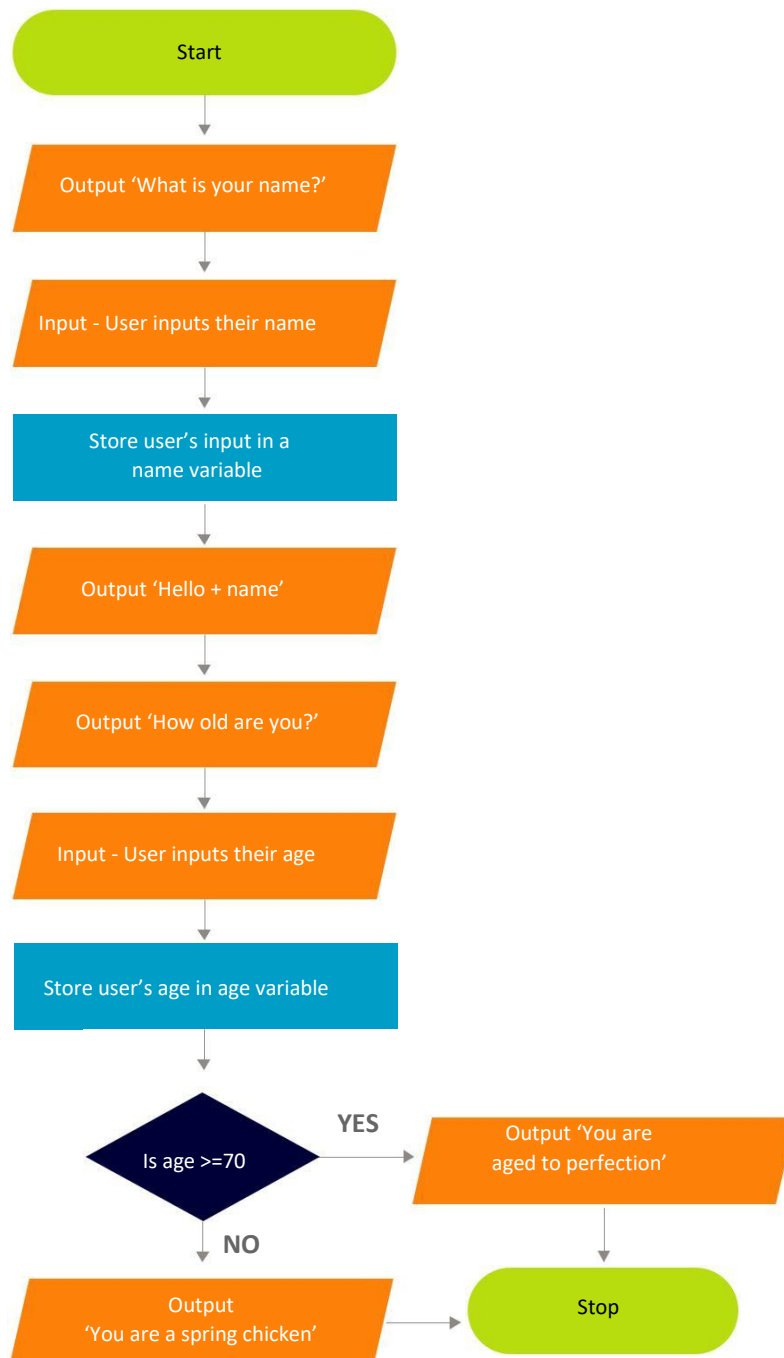 Start
Output ‘What is your name?’
Input - User inputs their name
Store user’s input in a
name variable
Output ‘Hello + name’
Output ‘How old are you?’
Input - User inputs their age
Store user’s age in age variable
Is age >=70
YES
Output ‘You are
aged to perfection’
NO
Output
‘You are a spring chicken’
Stop